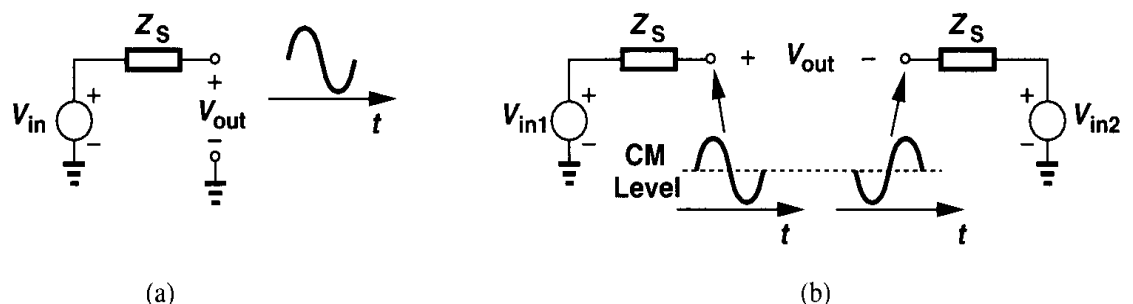 Z_S
V_in
+
−
+
V_out
−
t
(a)
Z_S
V_in1
+
−
+ V_out −
CM
Level
t
t
Z_S
+
−
V_in2
(b)